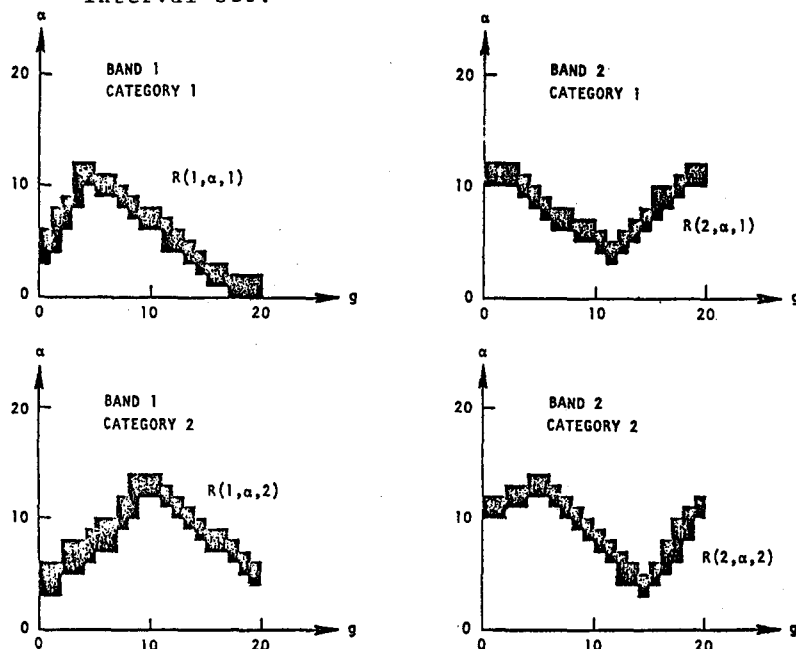 Interval Set.
α
20
BAND 1
CATEGORY 1
10
R(1,α,1)
0
0
10
20
g
α
20
BAND 2
CATEGORY 1
10
R(2,α,1)
0
0
10
20
g
α
20
BAND 1
CATEGORY 2
R(1,α,2)
10
0
0
10
20
g
α
20
BAND 2
CATEGORY 2
10
R(2,α,2)
0
0
10
20
g